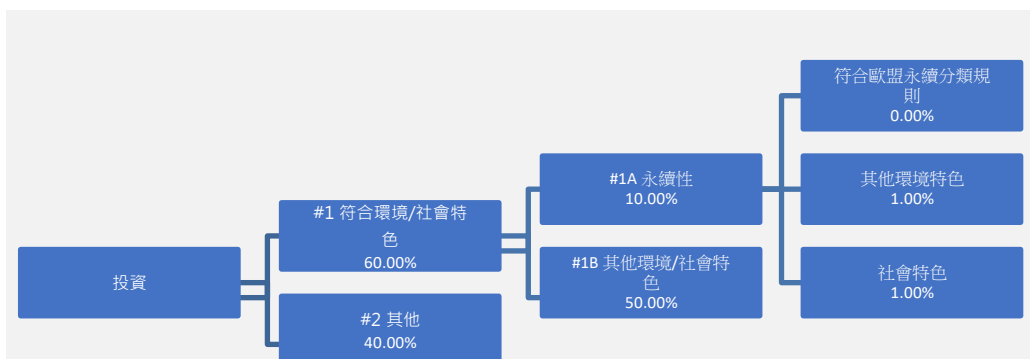 投資
#1 符合環境/社會特
色
60.00%
#2 其他
40.00%
#1A 永續性
10.00%
#1B 其他環境/社會特
色
50.00%
符合歐盟永續分類規
則
0.00%
其他環境特色
1.00%
社會特色
1.00%